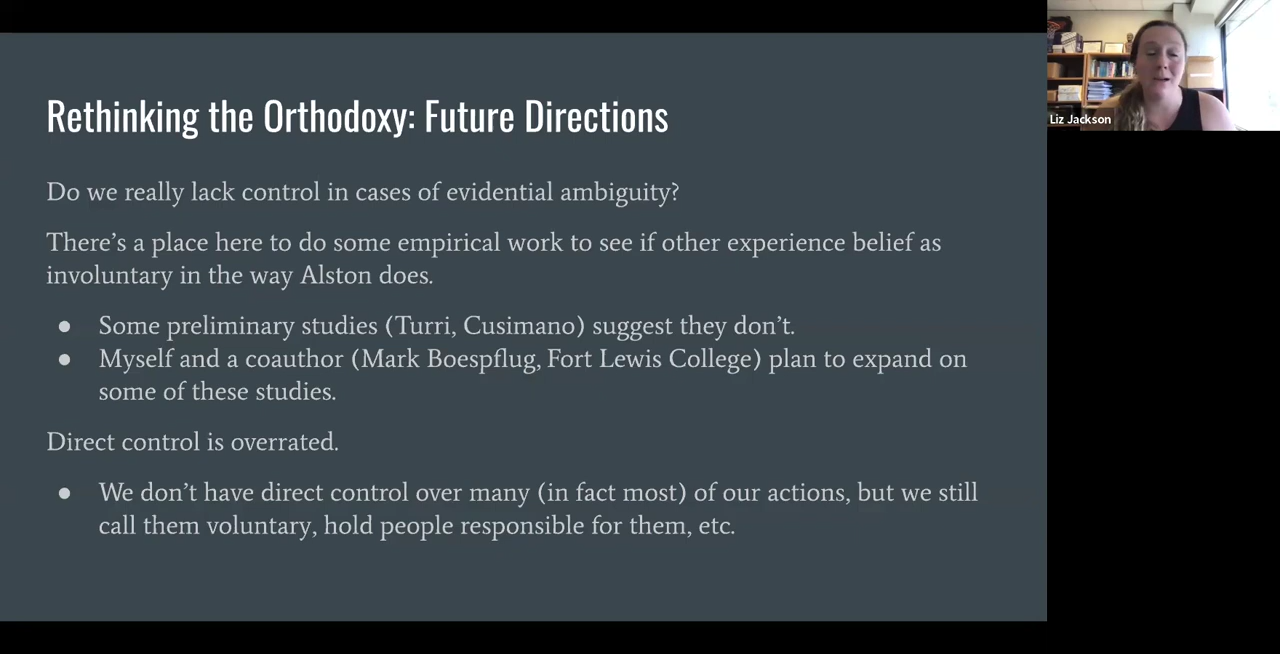 Rethinking the Orthodoxy: Future Directions
Do we really lack control in cases of evidential ambiguity?
There's a place here to do some empirical work to see if other experience belief as
involuntary in the way Alston does.
● Some preliminary studies (Turri, Cusimano) suggest they don't.
● Myself and a coauthor (Mark Boespflug, Fort Lewis College) plan to expand on
some of these studies.
Direct control is overrated.
● We don't have direct control over many (in fact most) of our actions, but we still
call them voluntary, hold people responsible for them, etc.
Liz Jackson